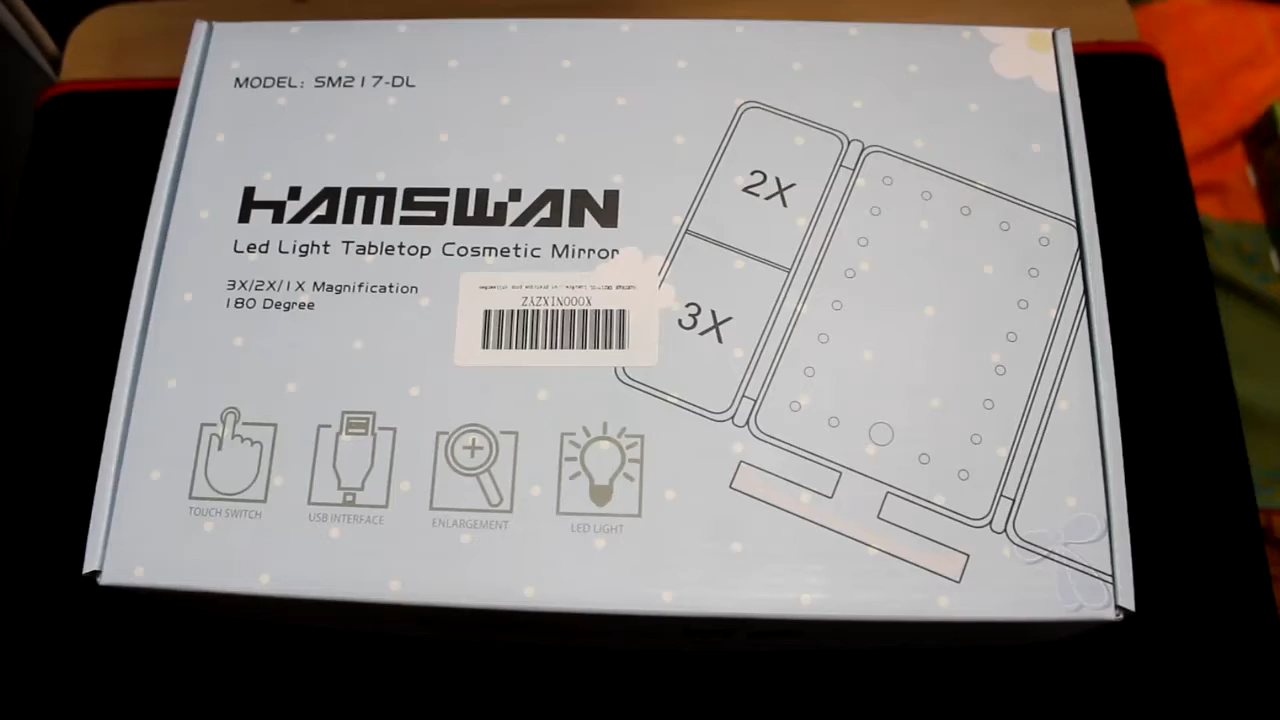 MODEL: SM217-DL
HAMSWAN
Led Light Tabletop Cosmetic Mirror
3X/2X/1X Magnification
180 Degree
X000NIXZYZ
2X
3X
TOUCH SWITCH
USB INTERFACE
ENLARGEMENT
LED LIGHT